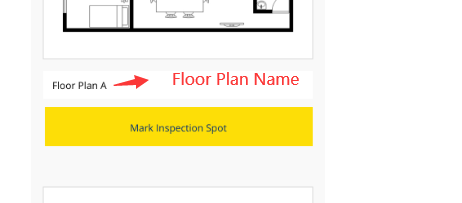 Floor Plan A
Floor Plan Name
Mark Inspection Spot